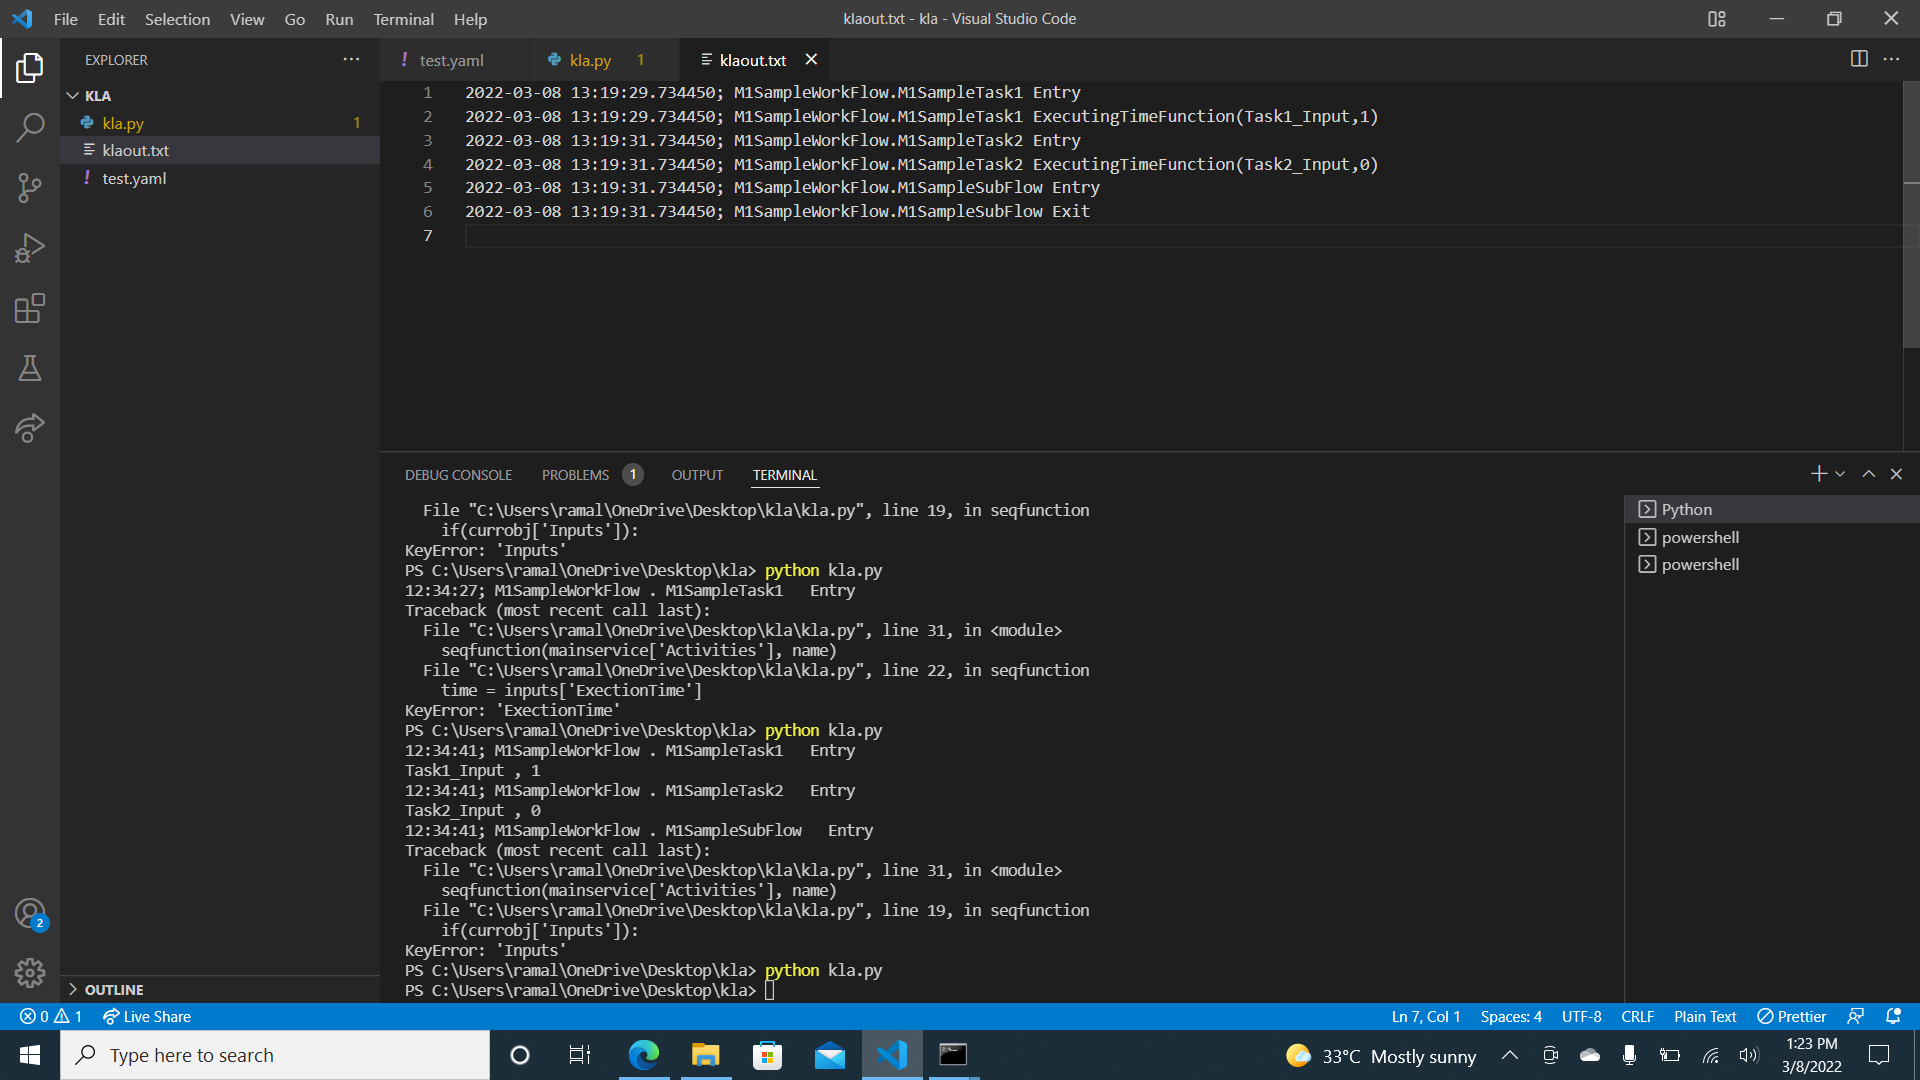 File Edit Selection View Go Run Terminal Help
klaout.txt - kla - Visual Studio Code
EXPLORER
KLA
kla.py 1
klaout.txt
test.yaml
OUTLINE
! test.yaml kla.py 1 klaout.txt
1 2022-03-08 13:19:29.734450; M1SampleWorkFlow.M1SampleTask1 Entry
2 2022-03-08 13:19:29.734450; M1SampleWorkFlow.M1SampleTask1 ExecutingTimeFunction(Task1_Input,1)
3 2022-03-08 13:19:31.734450; M1SampleWorkFlow.M1SampleTask2 Entry
4 2022-03-08 13:19:31.734450; M1SampleWorkFlow.M1SampleTask2 ExecutingTimeFunction(Task2_Input,0)
5 2022-03-08 13:19:31.734450; M1SampleWorkFlow.M1SampleSubFlow Entry
6 2022-03-08 13:19:31.734450; M1SampleWorkFlow.M1SampleSubFlow Exit
7
DEBUG CONSOLE PROBLEMS 1 OUTPUT TERMINAL
File "C:\Users\ramal\OneDrive\Desktop\kla\kla.py", line 19, in seqfunction
if(currobj['Inputs']):
KeyError: 'Inputs'
PS C:\Users\ramal\OneDrive\Desktop\kla> python kla.py
12:34:27; M1SampleWorkFlow . M1SampleTask1 Entry
Traceback (most recent call last):
File "C:\Users\ramal\OneDrive\Desktop\kla\kla.py", line 31, in <module>
seqfunction(mainservice['Activities'], name)
File "C:\Users\ramal\OneDrive\Desktop\kla\kla.py", line 22, in seqfunction
time = inputs['ExectionTime']
KeyError: 'ExectionTime'
PS C:\Users\ramal\OneDrive\Desktop\kla> python kla.py
12:34:41; M1SampleWorkFlow . M1SampleTask1 Entry
Task1_Input , 1
12:34:41; M1SampleWorkFlow . M1SampleTask2 Entry
Task2_Input , 0
12:34:41; M1SampleWorkFlow . M1SampleSubFlow Entry
Traceback (most recent call last):
File "C:\Users\ramal\OneDrive\Desktop\kla\kla.py", line 31, in <module>
seqfunction(mainservice['Activities'], name)
File "C:\Users\ramal\OneDrive\Desktop\kla\kla.py", line 19, in seqfunction
if(currobj['Inputs']):
KeyError: 'Inputs'
PS C:\Users\ramal\OneDrive\Desktop\kla> python kla.py
PS C:\Users\ramal\OneDrive\Desktop\kla>
Python
powershell
powershell
2
0 1 Live Share
Ln 7, Col 1 Spaces: 4 UTF-8 CRLF Plain Text Prettier
Type here to search
33°C Mostly sunny
1:23 PM
3/8/2022